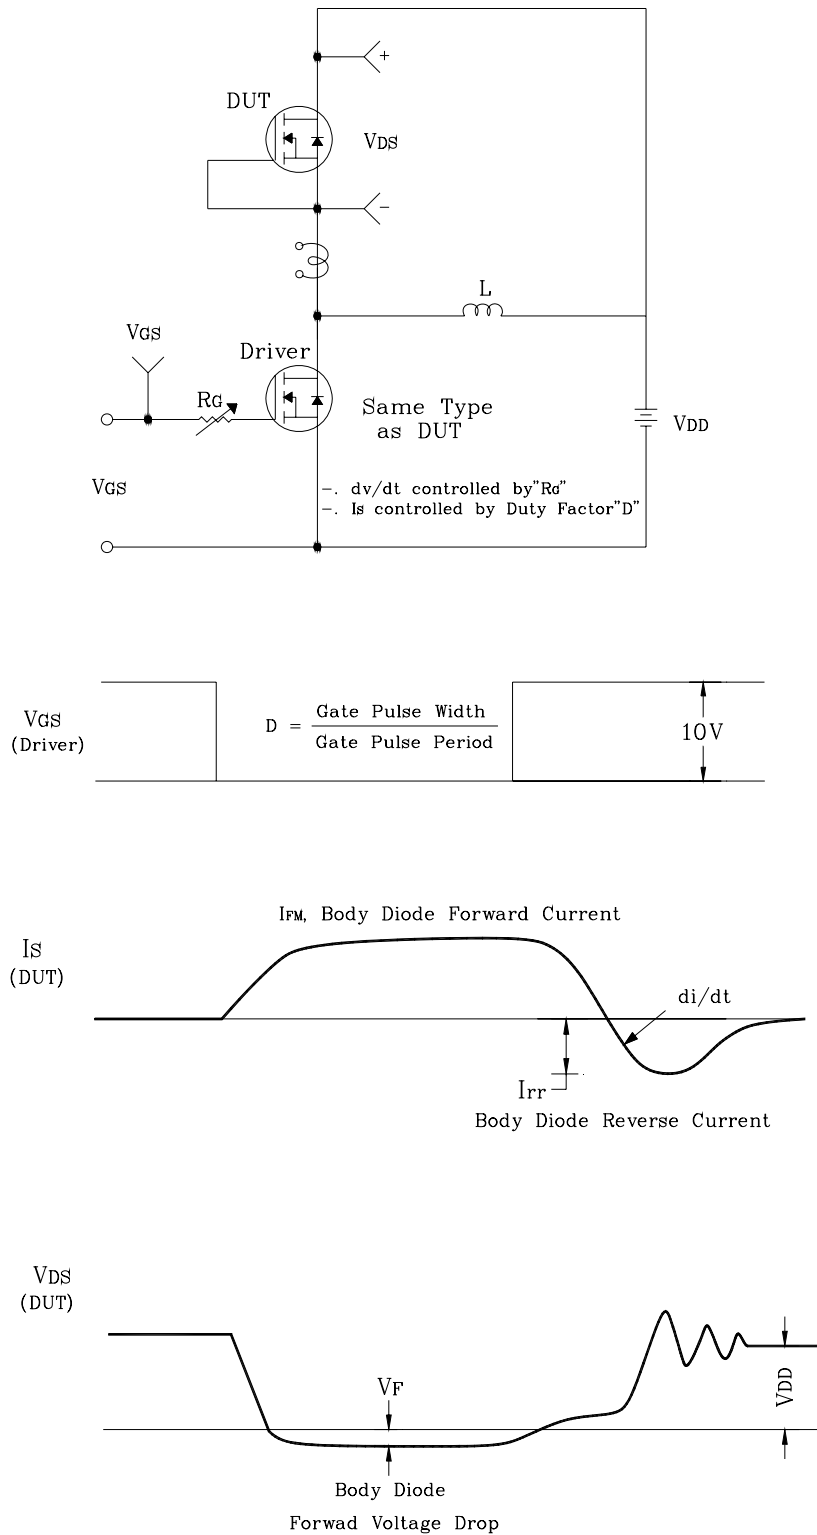 +
DUT
VDS
−
L
VGS
Driver
RG
Same Type
as DUT
VDD
VGS
−. dv/dt controlled by"RG"
−. Is controlled by Duty Factor"D"
VGS
(Driver)
D = Gate Pulse Width
Gate Pulse Period
10V
IFM, Body Diode Forward Current
IS
(DUT)
di/dt
Irr
Body Diode Reverse Current
VDS
(DUT)
VF
VDD
Body Diode
Forwad Voltage Drop